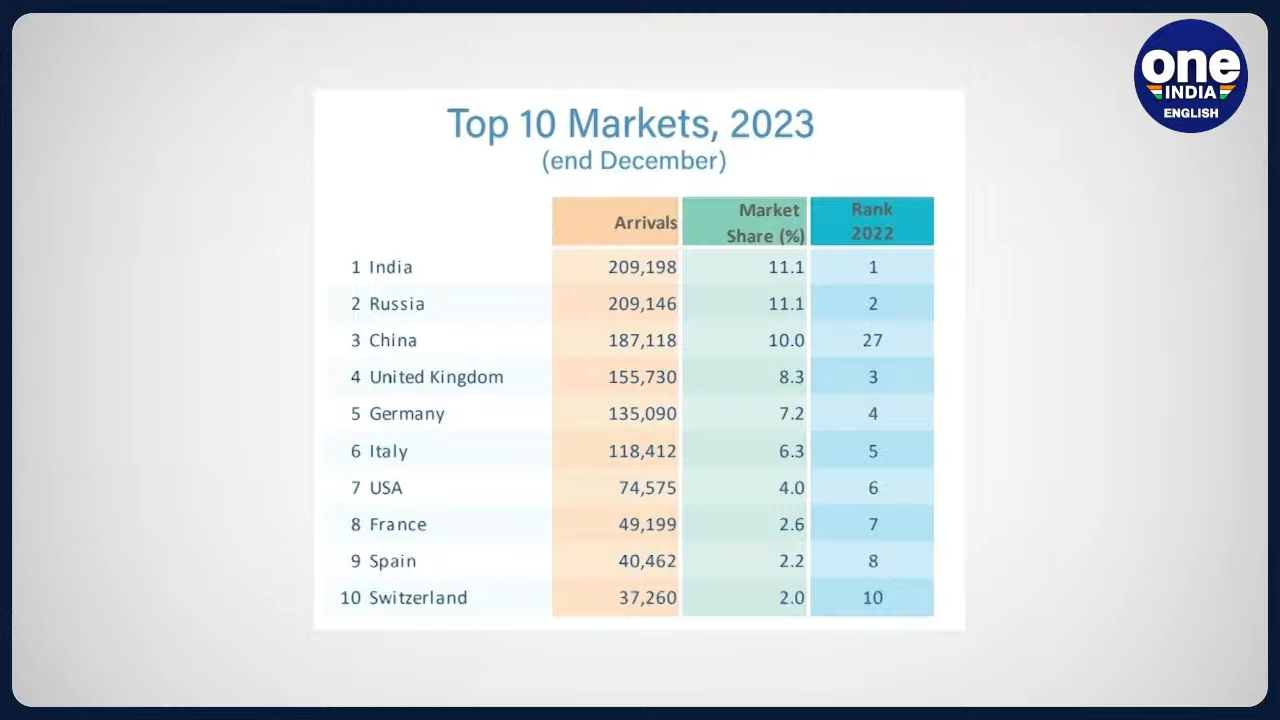 one
INDIA
ENGLISH
Top 10 Markets, 2023
(end December)
Arrivals Market Share (%) Rank 2022
1 India 209,198 11.1 1
2 Russia 209,146 11.1 2
3 China 187,118 10.0 27
4 United Kingdom 155,730 8.3 3
5 Germany 135,090 7.2 4
6 Italy 118,412 6.3 5
7 USA 74,575 4.0 6
8 France 49,199 2.6 7
9 Spain 40,462 2.2 8
10 Switzerland 37,260 2.0 10